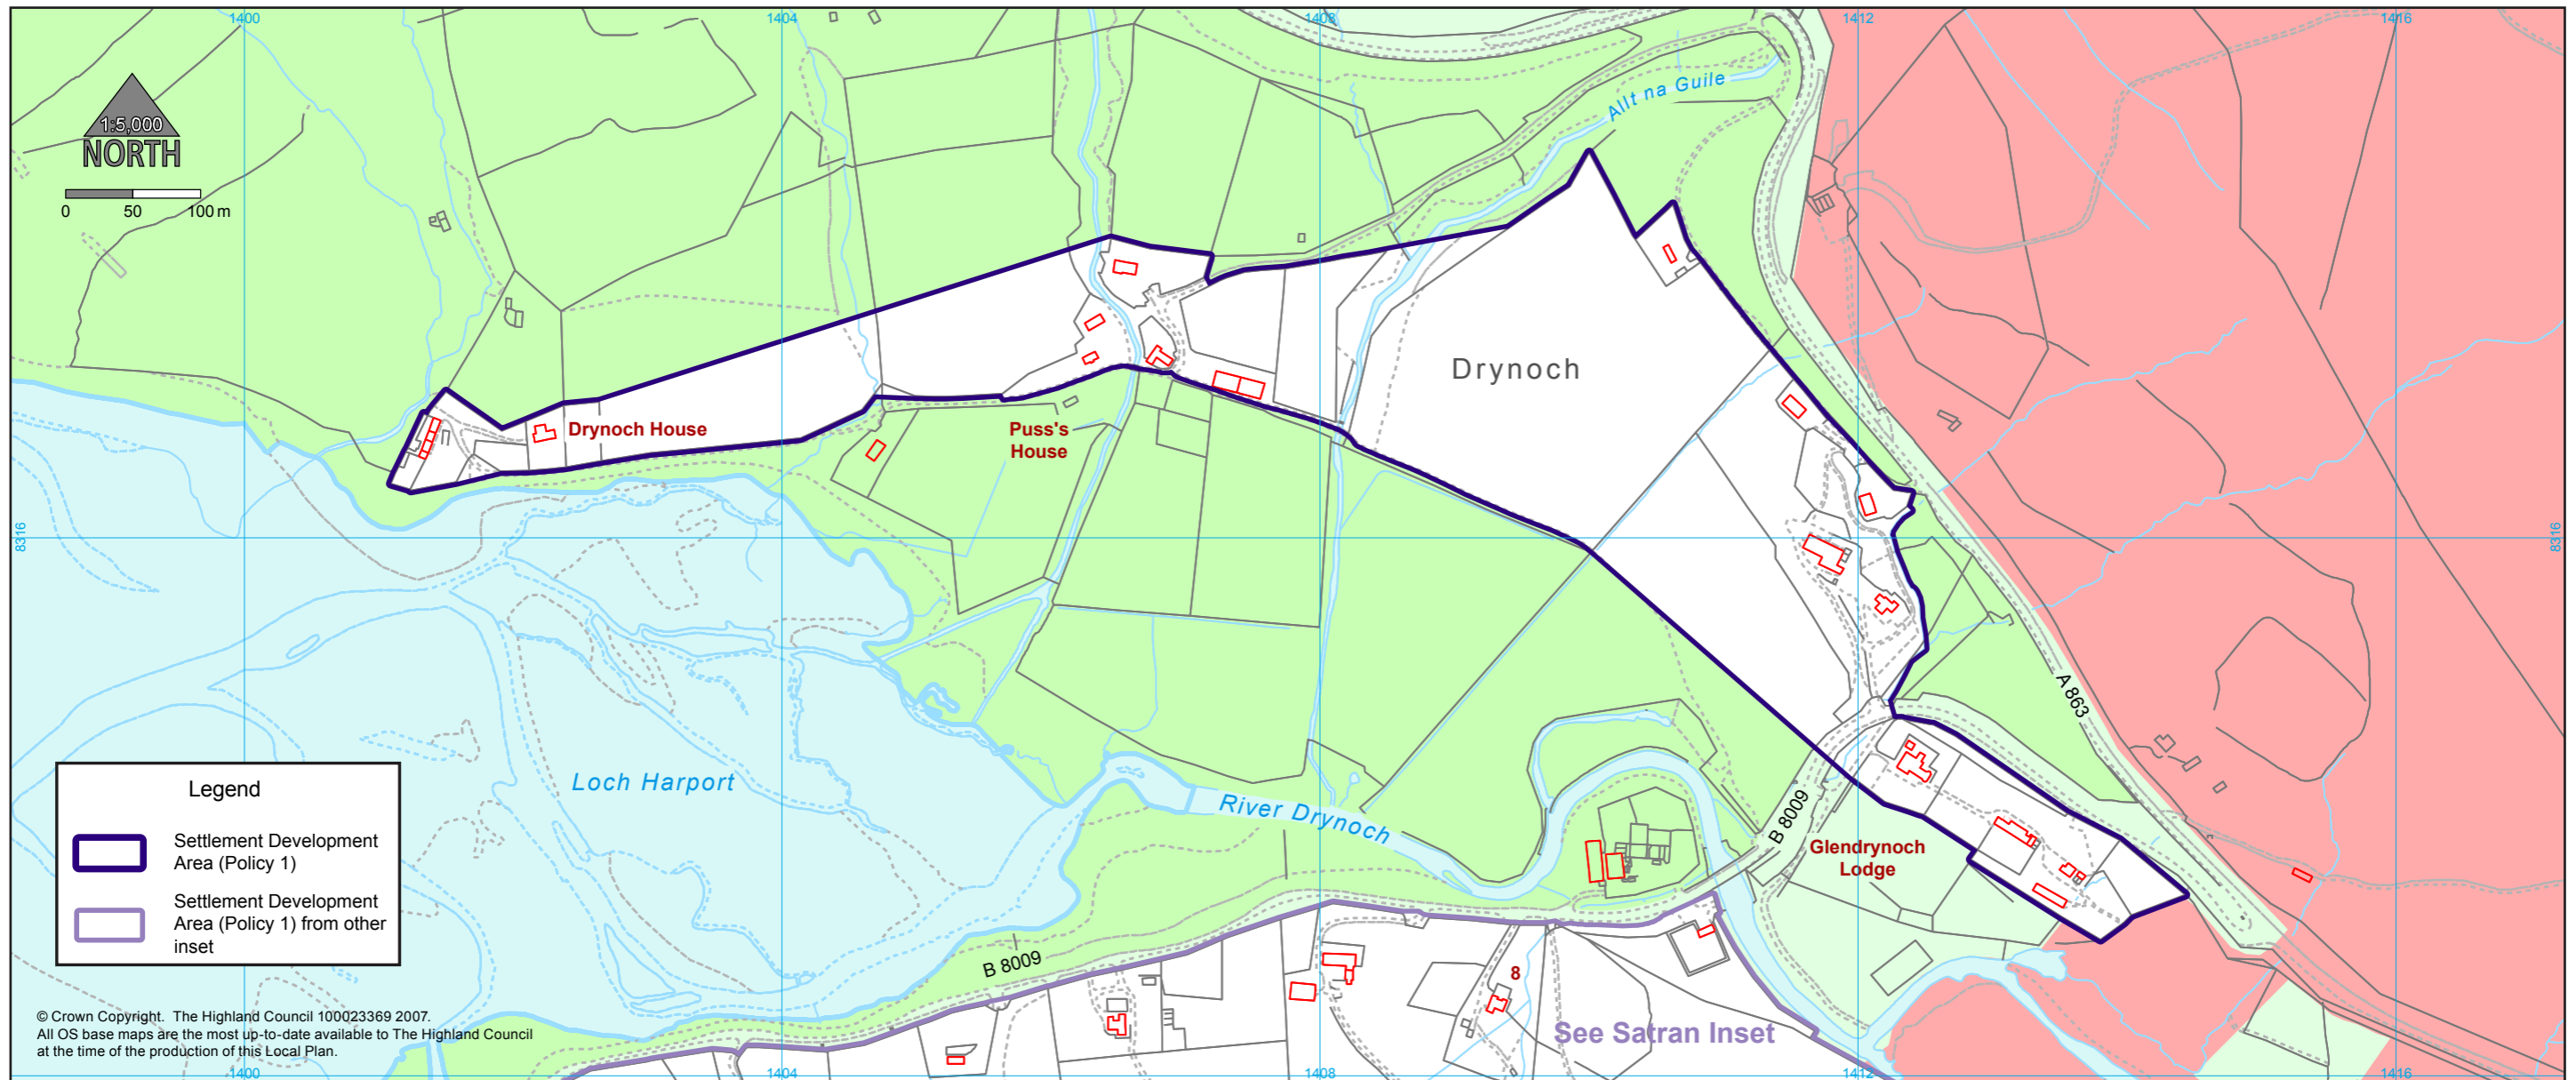 1400
1404
1408
1412
1416
1:5,000
NORTH
0 50 100 m
Allt na Guile
Drynoch
Drynoch House
Puss's
House
8316
8316
A 863
Loch Harport
River Drynoch
B 8009
Glendrynoch
Lodge
B 8009
8
See Satran Inset
Legend
Settlement Development
Area (Policy 1)
Settlement Development
Area (Policy 1) from other
inset
© Crown Copyright. The Highland Council 100023369 2007.
All OS base maps are the most up-to-date available to The Highland Council
at the time of the production of this Local Plan.
1400
1404
1408
1412
1416